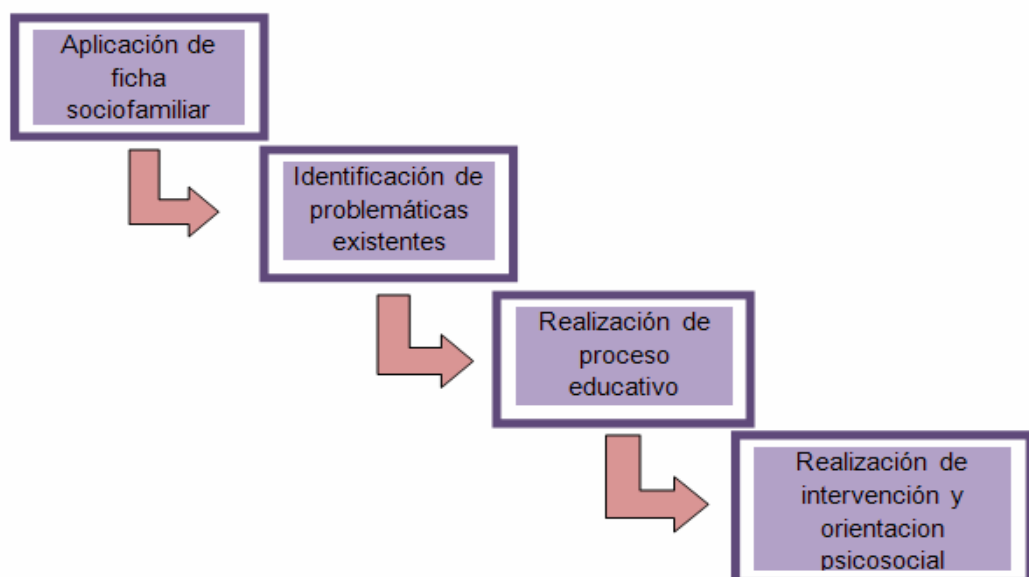 Aplicación de
ficha
sociofamiliar
Identificación de
problemáticas
existentes
Realización de
proceso
educativo
Realización de
intervención y
orientacion
psicosocial